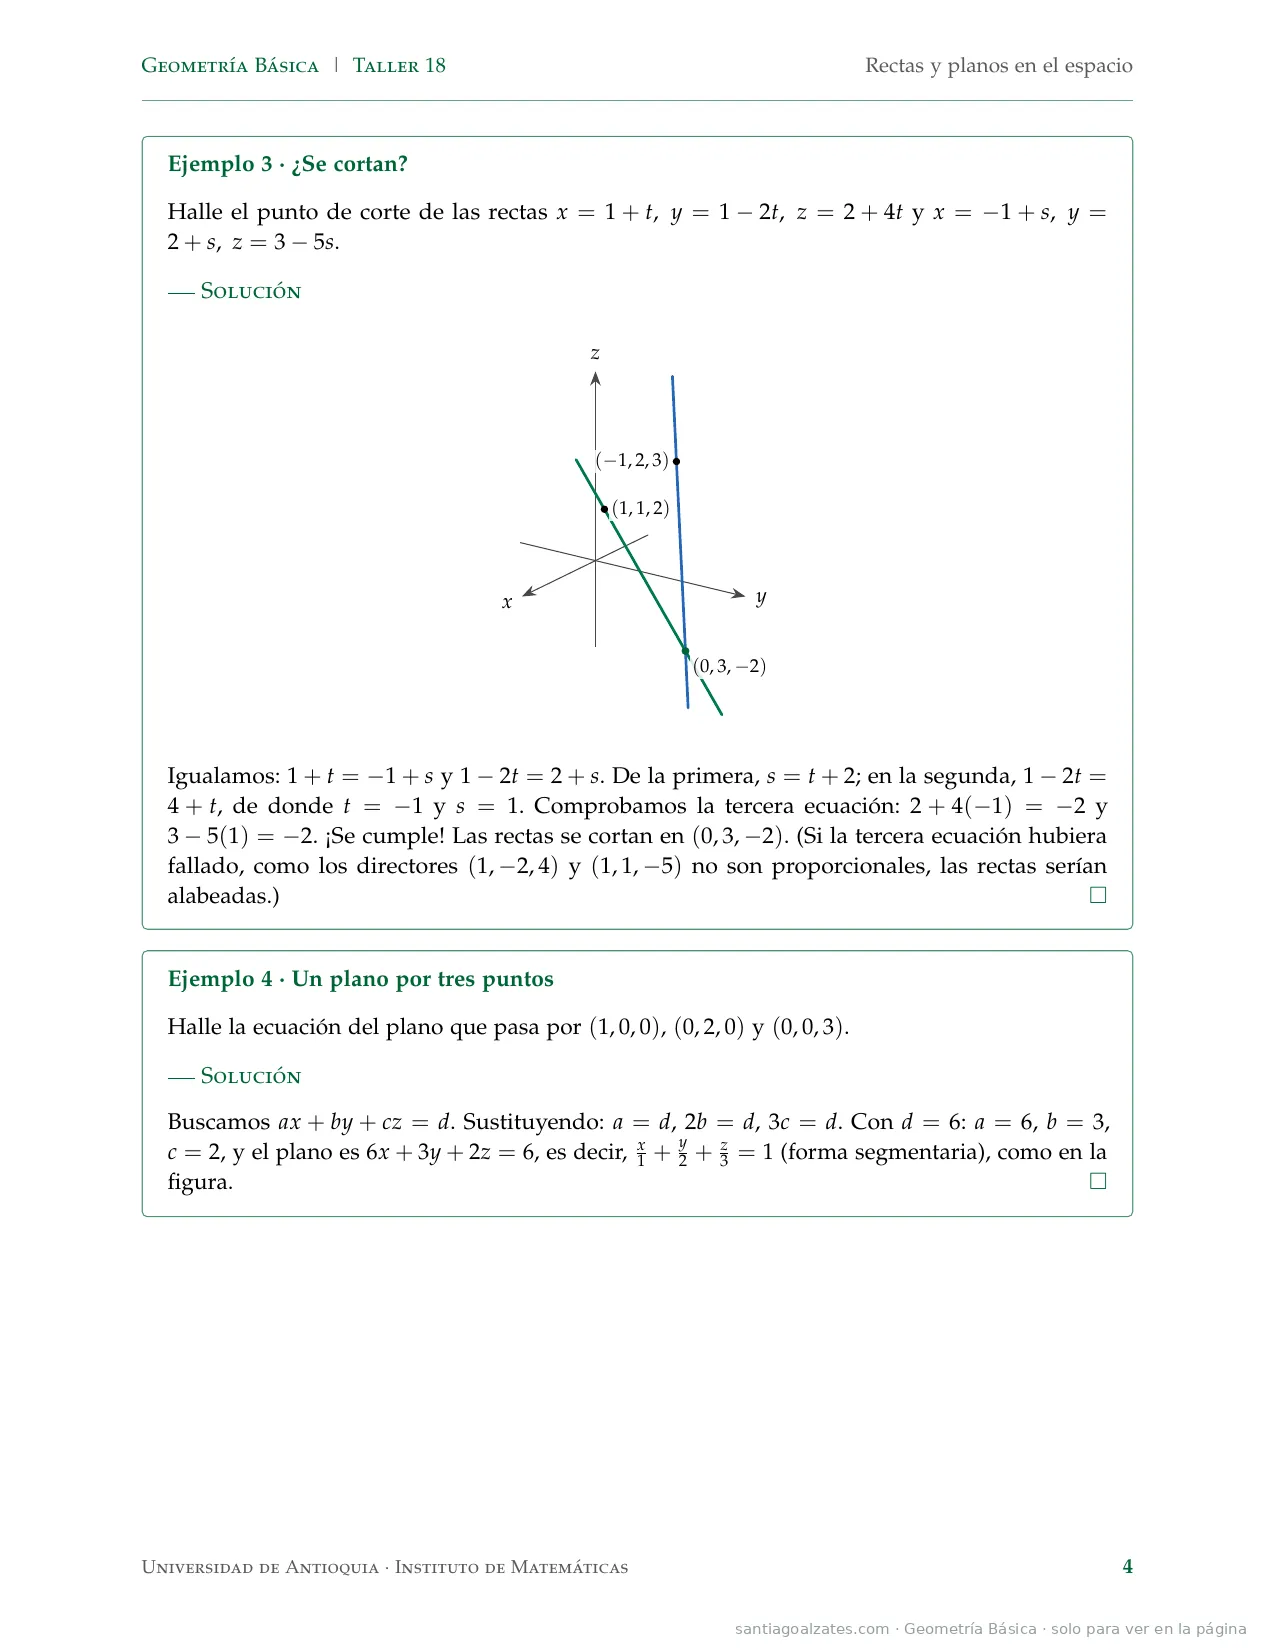 Geometría Básica | Taller 18
Rectas y planos en el espacio
Ejemplo 3 · ¿Se cortan?
Halle el punto de corte de las rectas x = 1 + t, y = 1 − 2t, z = 2 + 4t y x = −1 + s, y =
2 + s, z = 3 − 5s.
— Solución
z
(−1, 2, 3)
(1, 1, 2)
x
y
(0, 3, −2)
Igualamos: 1 + t = −1 + s y 1 − 2t = 2 + s. De la primera, s = t + 2; en la segunda, 1 − 2t =
4 + t, de donde t = −1 y s = 1. Comprobamos la tercera ecuación: 2 + 4(−1) = −2 y
3 − 5(1) = −2. ¡Se cumple! Las rectas se cortan en (0, 3, −2). (Si la tercera ecuación hubiera
fallado, como los directores (1, −2, 4) y (1, 1, −5) no son proporcionales, las rectas serían
alabeadas.) □
Ejemplo 4 · Un plano por tres puntos
Halle la ecuación del plano que pasa por (1, 0, 0), (0, 2, 0) y (0, 0, 3).
— Solución
Buscamos ax + by + cz = d. Sustituyendo: a = d, 2b = d, 3c = d. Con d = 6: a = 6, b = 3,
c = 2, y el plano es 6x + 3y + 2z = 6, es decir, x/1 + y/2 + z/3 = 1 (forma segmentaria), como en la
figura. □
Universidad de Antioquia · Instituto de Matemáticas
4
santiagoalzates.com · Geometría Básica · solo para ver en la página